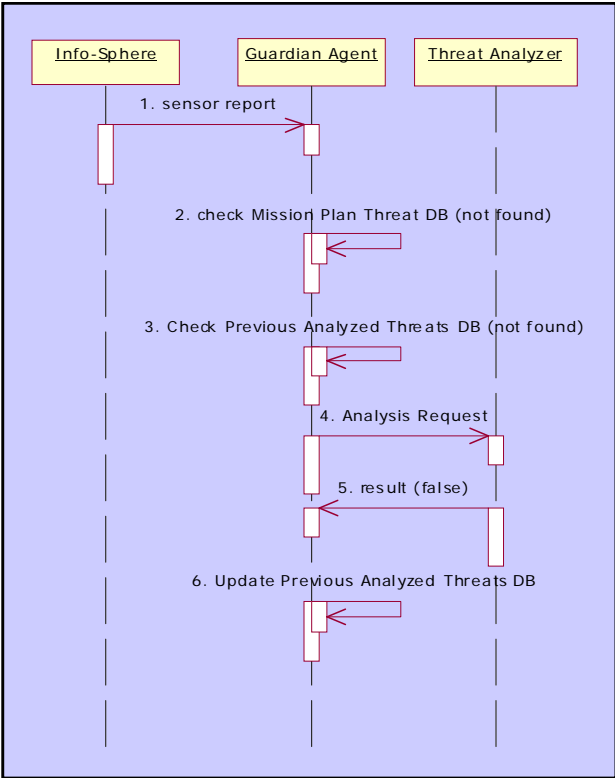 Info-Sphere
Guardian Agent
Threat Analyzer
1. sensor report
2. check Mission Plan Threat DB (not found)
3. Check Previous Analyzed Threats DB (not found)
4. Analysis Request
5. result (false)
6. Update Previous Analyzed Threats DB